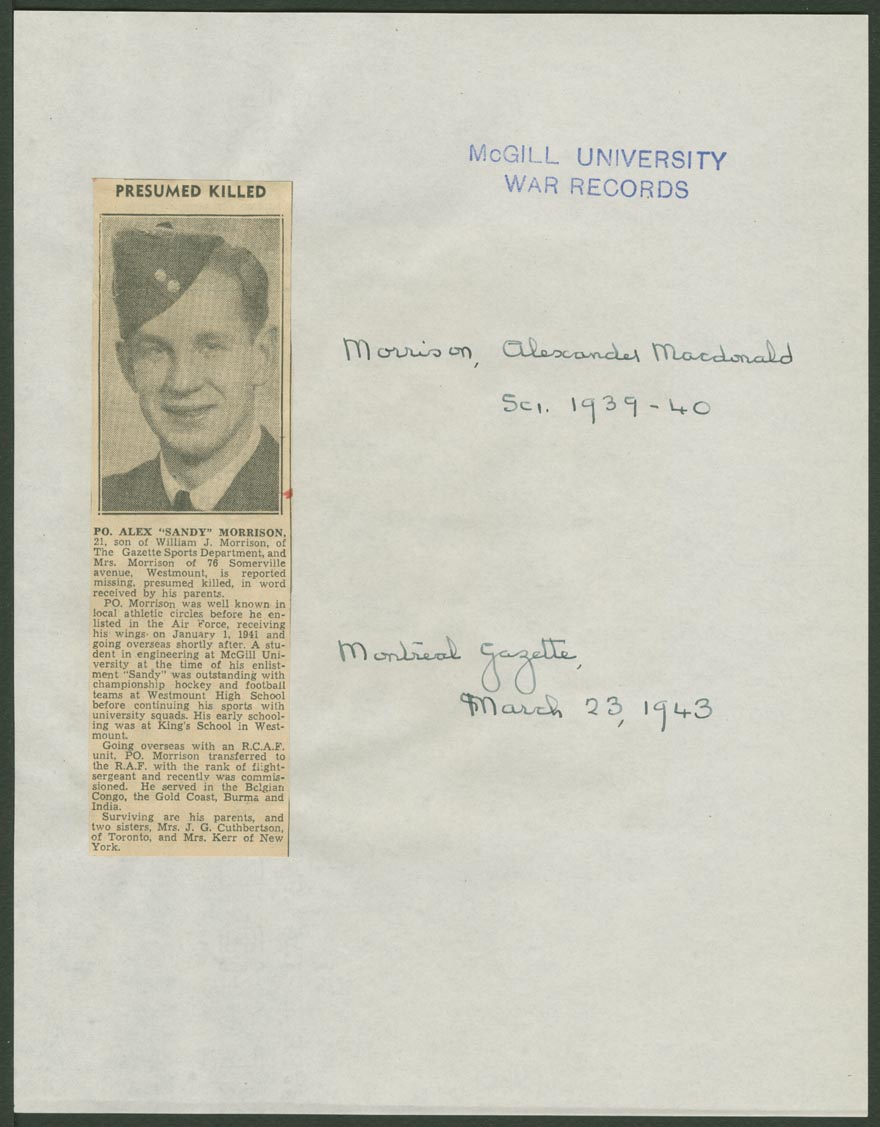 McGILL UNIVERSITY
WAR RECORDS
PRESUMED KILLED
Morrison, Alexander Macdonald
Sci. 1939-40
PO. ALEX "SANDY" MORRISON,
21, son of William J. Morrison, of
The Gazette Sports Department, and
Mrs. Morrison of 76 Somerville
avenue, Westmount, is reported
missing, presumed killed, in word
received by his parents.
PO. Morrison was well known in
local athletic circles before he en-
listed in the Air Force, receiving
his wings on January 1, 1941 and
going overseas shortly after. A stu-
dent in engineering at McGill Uni-
versity at the time of his enlist-
ment "Sandy" was outstanding with
championship hockey and football
teams at Westmount High School
before continuing his sports with
university squads. His early school-
ing was at King's School in West-
mount.
Going overseas with an R.C.A.F.
unit, PO. Morrison transferred to
the R.A.F. with the rank of flight-
sergeant and recently was commis-
sioned. He served in the Belgian
Congo, the Gold Coast, Burma and
India.
Surviving are his parents, and
two sisters, Mrs. J. G. Cuthbertson,
of Toronto, and Mrs. Kerr of New
York.
Montreal Gazette,
March 23, 1943